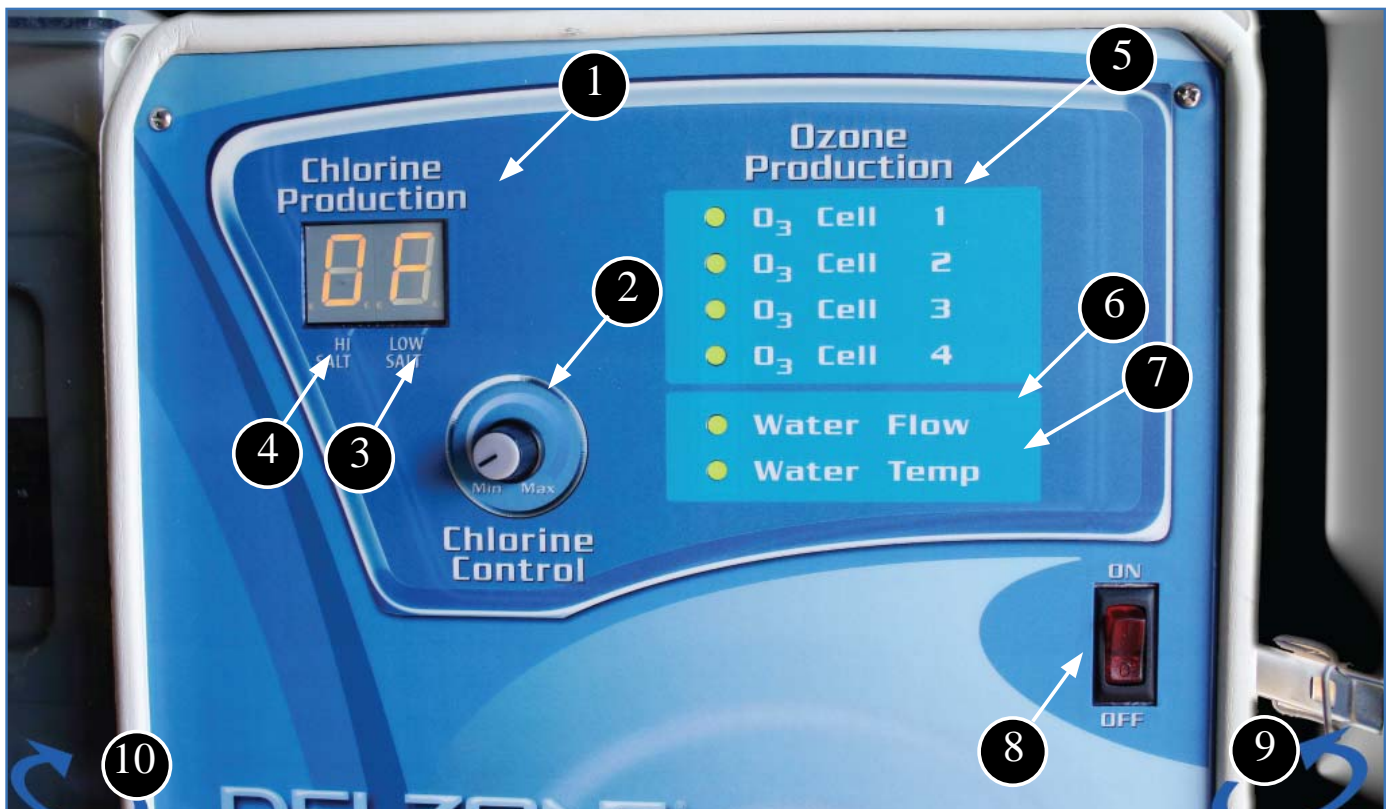 1
5
Chlorine
Production
OF
HI
SALT
LOW
SALT
4
3
2
Min Max
Chlorine
Control
Ozone
Production
O₃ Cell 1
O₃ Cell 2
O₃ Cell 3
O₃ Cell 4
6
7
Water Flow
Water Temp
ON
OFF
8
9
10
DELZONE®